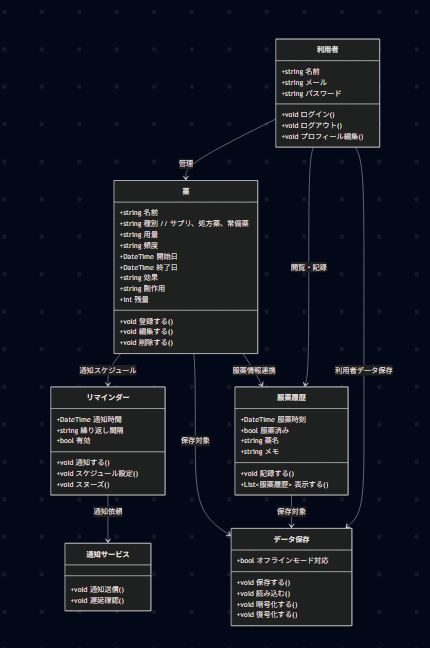 利用者
+string 名前
+string メール
+string パスワード
+void ログイン()
+void ログアウト()
+void プロフィール編集()
管理
薬
+string 名前
+string 種別 // サプリ、処方薬、常備薬
+string 用量
+string 頻度
+DateTime 開始日
+DateTime 終了日
+string 効果
+string 副作用
+int 残量
+void 登録する()
+void 編集する()
+void 削除する()
閲覧・記録
通知スケジュール
服薬情報連携
利用者データ保存
リマインダー
+DateTime 通知時間
+string 繰り返し間隔
+bool 有効
+void 通知する()
+void スケジュール設定()
+void スヌーズ()
保存対象
服薬履歴
+DateTime 服薬時刻
+bool 服薬済み
+string 薬名
+string メモ
+void 記録する()
+List<服薬履歴> 表示する()
通知依頼
保存対象
通知サービス
+void 通知送信()
+void 遅延確認()
データ保存
+bool オフラインモード対応
+void 保存する()
+void 読み込む()
+void 暗号化する()
+void 復号化する()